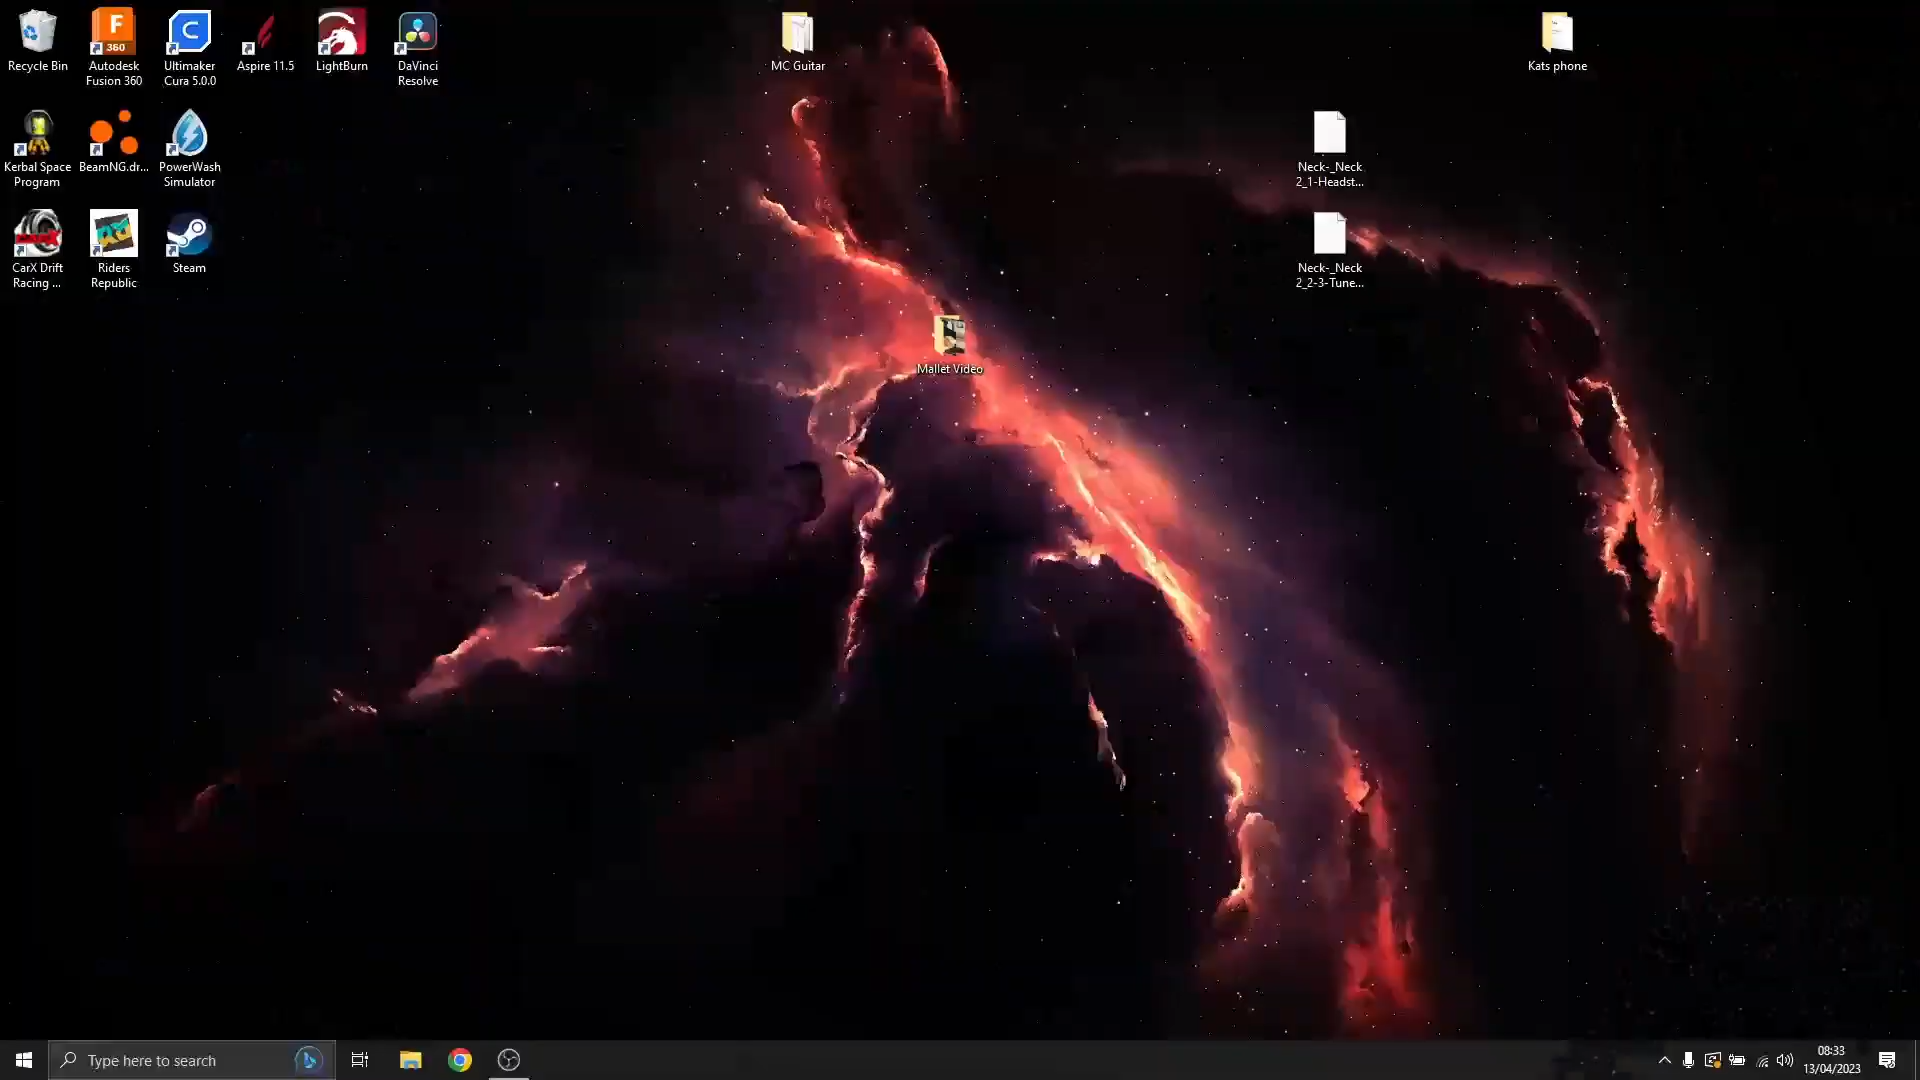 Recycle Bin
Autodesk
Fusion 360
F
360
Ultimaker
Cura 5.0.0
C
Aspire 11.5
LightBurn
DaVinci
Resolve
MC Guitar
Kats phone
Kerbal Space
Program
BeamNG.dr...
PowerWash
Simulator
Neck-_Neck
2_1-Headst...
CarX Drift
Racing ...
Riders
Republic
Steam
Neck-_Neck
2_2-3-Tune...
Mallet Video
Type here to search
08:33
13/04/2023